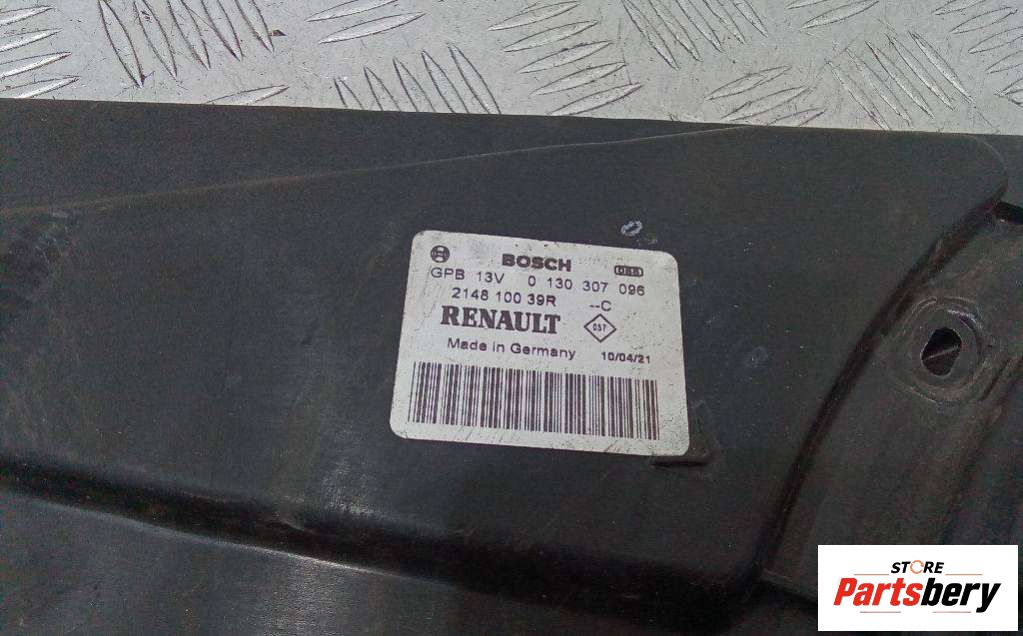 BOSCH
GPB 13V 0 130 307 096
2148 100 39R --C
RENAULT 037
Made in Germany 10/04/21
STORE
Partsbery